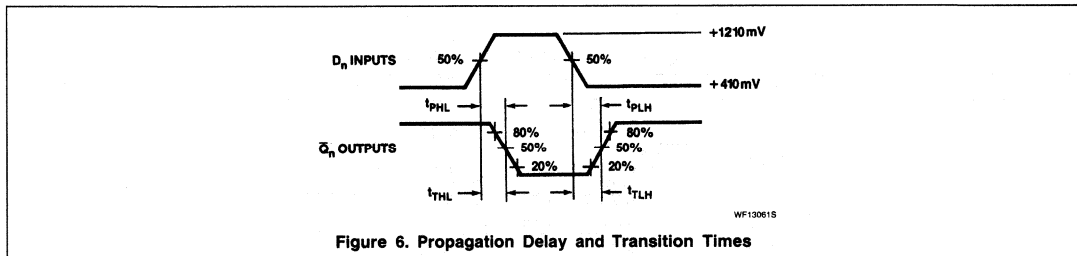 +1210mV
Dₙ INPUTS
50%
50%
+410mV
tPHL
tPLH
80%
80%
Q̅ₙ OUTPUTS
50%
50%
20%
20%
tTHL
tTLH
WF13061S
Figure 6. Propagation Delay and Transition Times